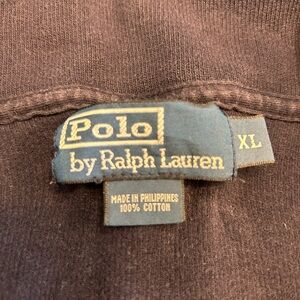 Polo
by Ralph Lauren
XL
MADE IN PHILIPPINES
100% COTTON